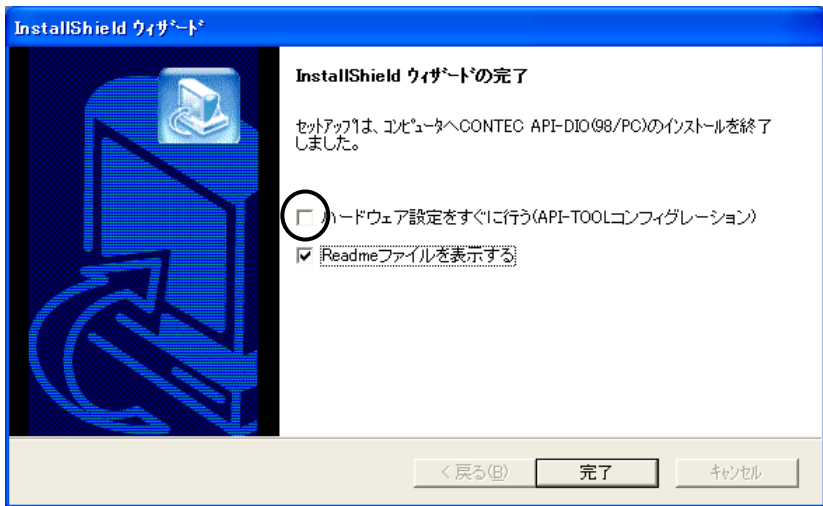 InstallShield ウィザード
InstallShield ウィザードの完了
セットアップは、コンピュータへCONTEC API-DIO(98/PC)のインストールを終了
しました。
ハードウェア設定をすぐに行う(API-TOOLコンフィグレーション)
Readmeファイルを表示する
< 戻る(B)
完了
キャンセル